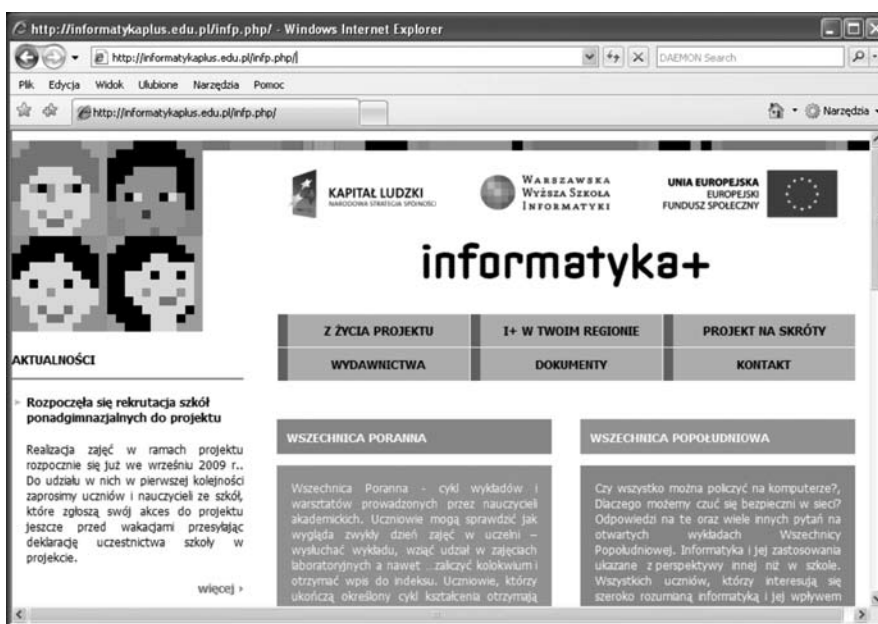 http://informatykaplus.edu.pl/infp.php/ - Windows Internet Explorer
http://informatykaplus.edu.pl/infp.php/
DAEMON Search
Plik Edycja Widok Ulubione Narzędzia Pomoc
http://informatykaplus.edu.pl/infp.php/
Narzędzia
KAPITAŁ LUDZKI
NARODOWA STRATEGIA SPÓJNOŚCI
WARSZAWSKA
WYŻSZA SZKOŁA
INFORMATYKI
UNIA EUROPEJSKA
EUROPEJSKI
FUNDUSZ SPOŁECZNY
informatyka+
Z ŻYCIA PROJEKTU
I+ W TWOIM REGIONIE
PROJEKT NA SKRÓTY
WYDAWNICTWA
DOKUMENTY
KONTAKT
AKTUALNOŚCI
Rozpoczęła się rekrutacja szkół
ponadgimnazjalnych do projektu
Realizacja zajęć w ramach projektu
rozpocznie się już we wrześniu 2009 r..
Do udziału w nich w pierwszej kolejności
zaprosimy uczniów i nauczycieli ze szkół,
które zgłoszą swój akces do projektu
jeszcze przed wakacjami przesyłając
deklarację uczestnictwa szkoły w
projekcie.
więcej ›
WSZECHNICA PORANNA
Wszechnica Poranna - cykl wykładów i
warsztatów prowadzonych przez nauczycieli
akademickich. Uczniowie mogą sprawdzić jak
wygląda zwykły dzień zajęć w uczelni –
wysłuchać wykładu, wziąć udział w zajęciach
laboratoryjnych a nawet ...zaliczyć kolokwium i
otrzymać wpis do indeksu. Uczniowie, którzy
ukończą określony cykl kształcenia otrzymają
WSZECHNICA POPOŁUDNIOWA
Czy wszystko można policzyć na komputerze?,
Dlaczego możemy czuć się bezpieczni w sieci?
Odpowiedzi na te oraz wiele innych pytań na
otwartych wykładach Wszechnicy
Popołudniowej. Informatyka i jej zastosowania
ukazane z perspektywy innej niż w szkole.
Wszystkich uczniów, którzy interesują się
szeroko rozumianą informatyką i jej wpływem